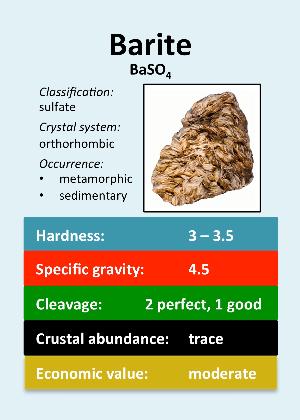 Barite
BaSO₄
Classification:
sulfate
Crystal system:
orthorhombic
Occurrence:
• metamorphic
• sedimentary
Hardness: 3 – 3.5
Specific gravity: 4.5
Cleavage: 2 perfect, 1 good
Crustal abundance: trace
Economic value: moderate